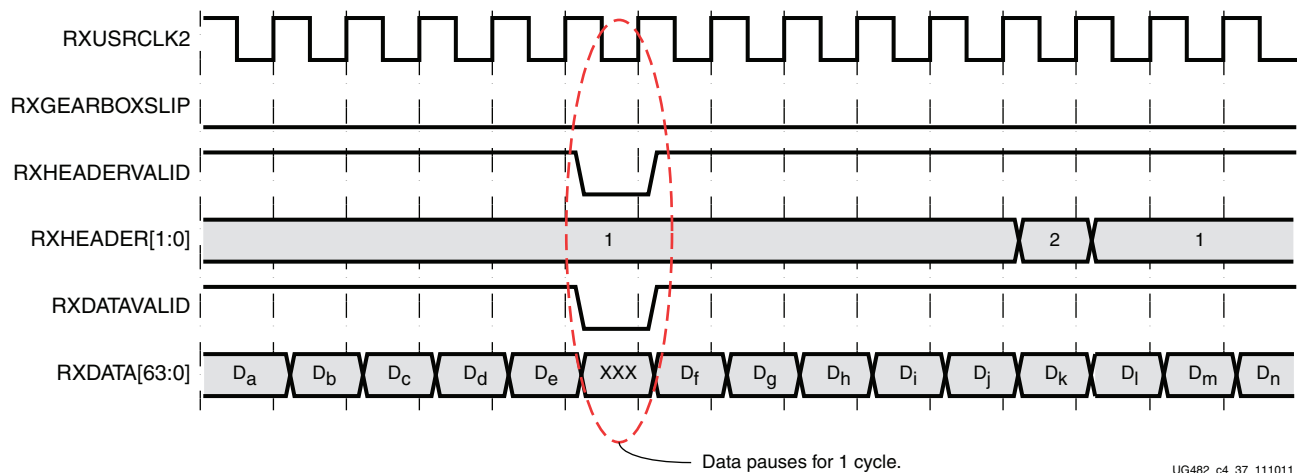 RXUSRCLK2
RXGEARBOXSLIP
RXHEADERVALID
RXHEADER[1:0] 1 2 1
RXDATAVALID
RXDATA[63:0] Da Db Dc Dd De XXX Df Dg Dh Di Dj Dk Dl Dm Dn
Data pauses for 1 cycle.
UG482_c4_37_111011